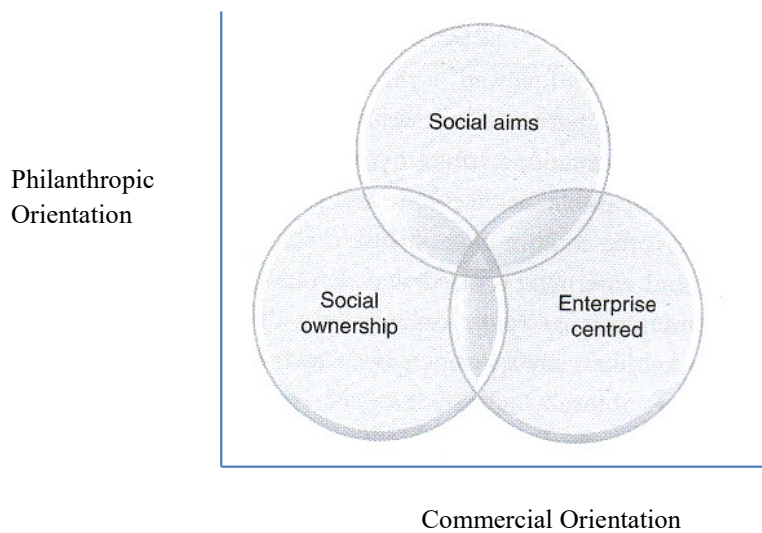 Social aims
Philanthropic
Orientation
Social
ownership
Enterprise
centred
Commercial Orientation